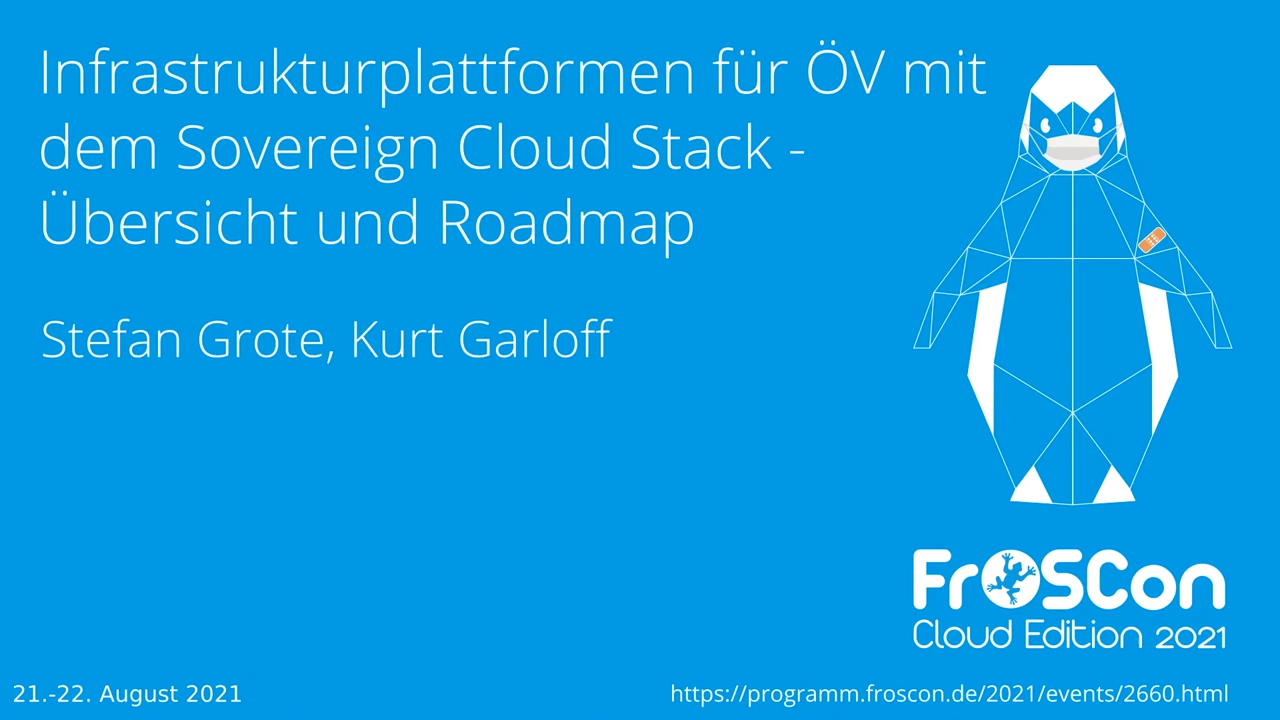 Infrastrukturplattformen für ÖV mit
dem Sovereign Cloud Stack -
Übersicht und Roadmap
Stefan Grote, Kurt Garloff
FrOSCon
Cloud Edition 2021
21.-22. August 2021
https://programm.froscon.de/2021/events/2660.html